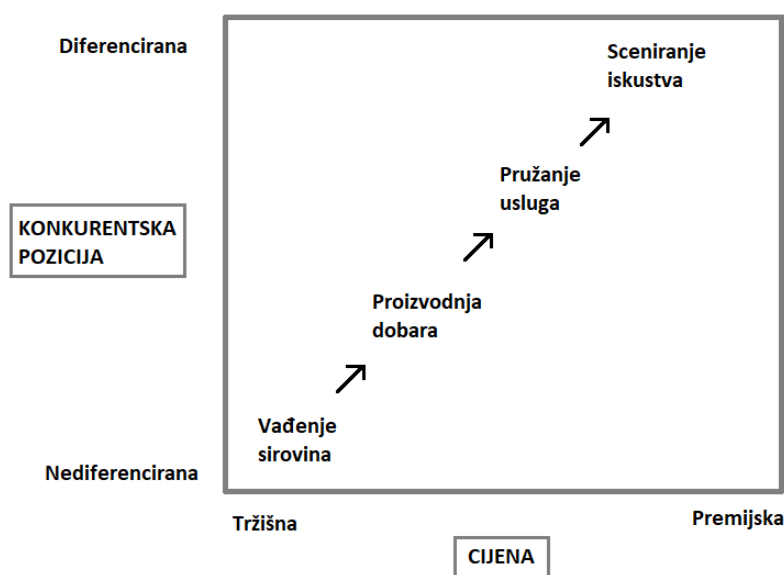 Diferencirana
Sceniranje
iskustva
Pružanje
usluga
KONKURENTSKA
POZICIJA
Proizvodnja
dobara
Vađenje
sirovina
Nediferencirana
Tržišna
Premijska
CIJENA